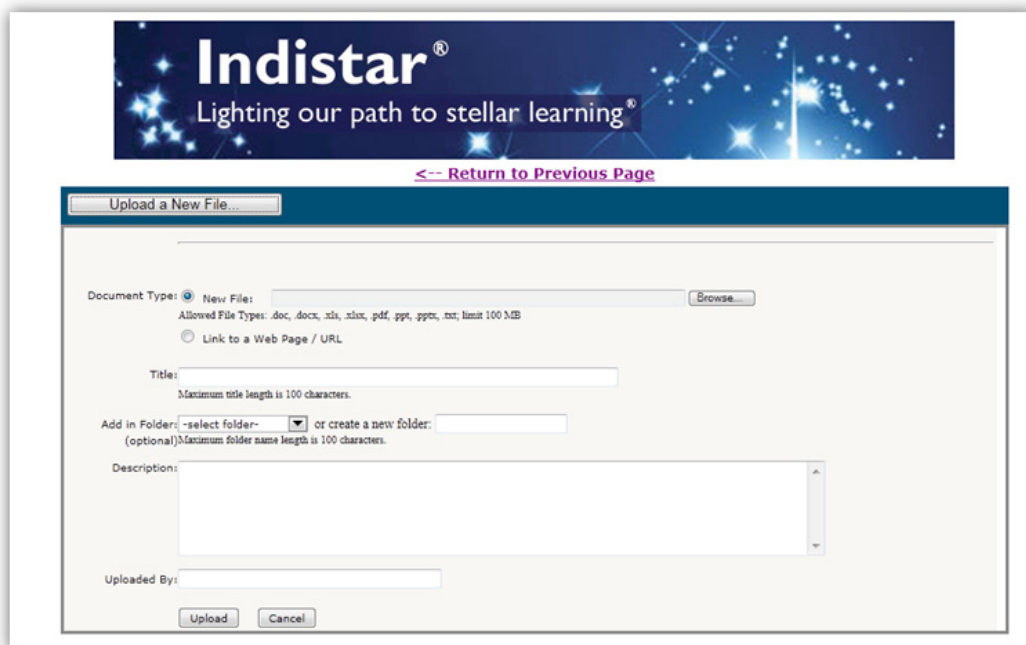 Indistar®
Lighting our path to stellar learning®
<-- Return to Previous Page
Upload a New File...
Document Type: New File: Browse...
Allowed File Types: .doc, .docx, .xls, .xlsx, .pdf, .ppt, .pptx, .txt; limit 100 MB
Link to a Web Page / URL
Title:
Maximum title length is 100 characters.
Add in Folder: -select folder- or create a new folder:
(optional) Maximum folder name length is 100 characters.
Description:
Uploaded By:
Upload Cancel